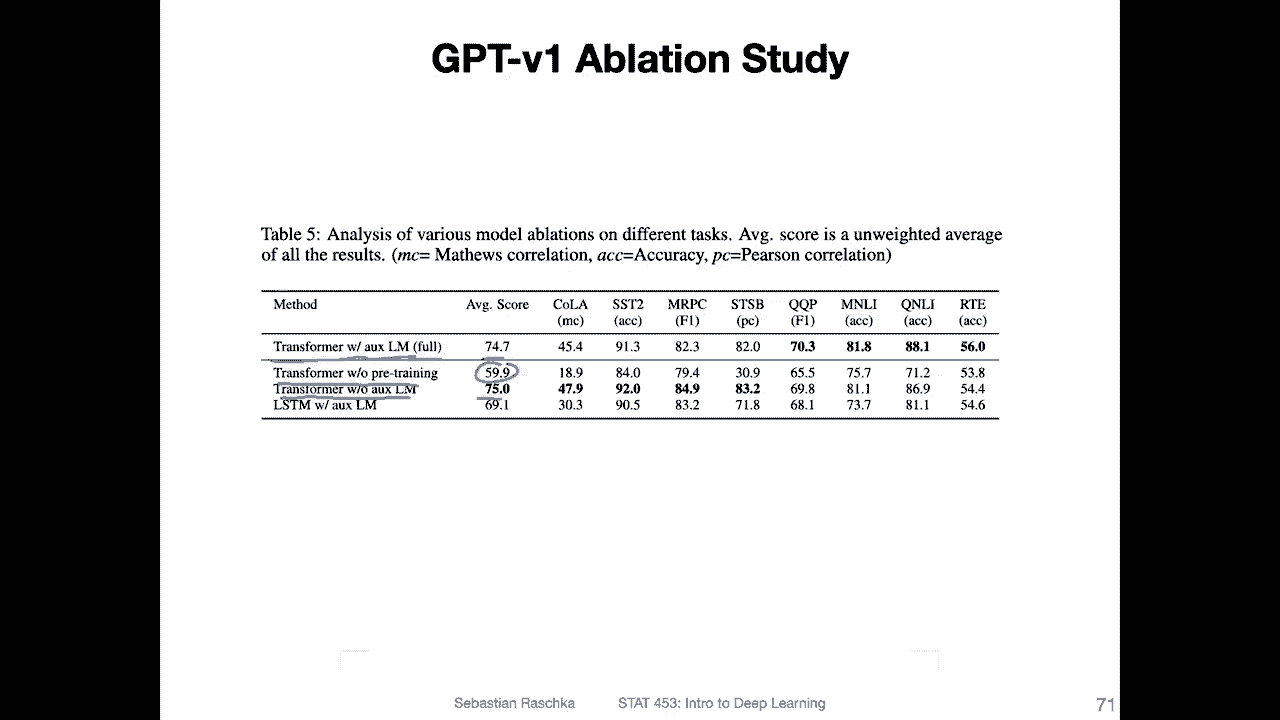 GPT-v1 Ablation Study
Table 5: Analysis of various model ablations on different tasks. Avg. score is a unweighted average
of all the results. (mc= Mathews correlation, acc=Accuracy, pc=Pearson correlation)
Method Avg. Score CoLA SST2 MRPC STSB QQP MNLI QNLI RTE
(mc) (acc) (F1) (pc) (F1) (acc) (acc) (acc)
Transformer w/ aux LM (full) 74.7 45.4 91.3 82.3 82.0 70.3 81.8 88.1 56.0
Transformer w/o pre-training 59.9 18.9 84.0 79.4 30.9 65.5 75.7 71.2 53.8
Transformer w/o aux LM 75.0 47.9 92.0 84.9 83.2 69.8 81.1 86.9 54.4
LSTM w/ aux LM 69.1 30.3 90.5 83.2 71.8 68.1 73.7 81.1 54.6
Sebastian Raschka STAT 453: Intro to Deep Learning 71